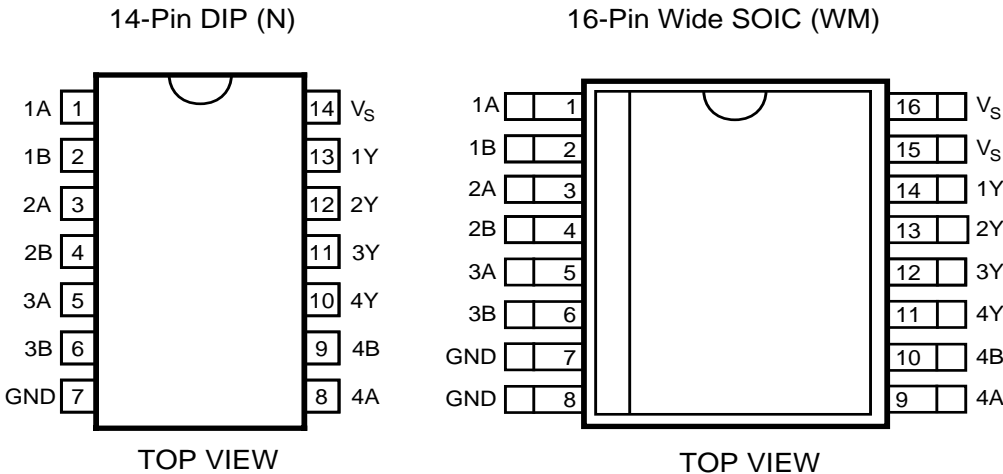 14-Pin DIP (N)
1A 1 14 VS
1B 2 13 1Y
2A 3 12 2Y
2B 4 11 3Y
3A 5 10 4Y
3B 6 9 4B
GND 7 8 4A
TOP VIEW
16-Pin Wide SOIC (WM)
1A 1 16 VS
1B 2 15 VS
2A 3 14 1Y
2B 4 13 2Y
3A 5 12 3Y
3B 6 11 4Y
GND 7 10 4B
GND 8 9 4A
TOP VIEW